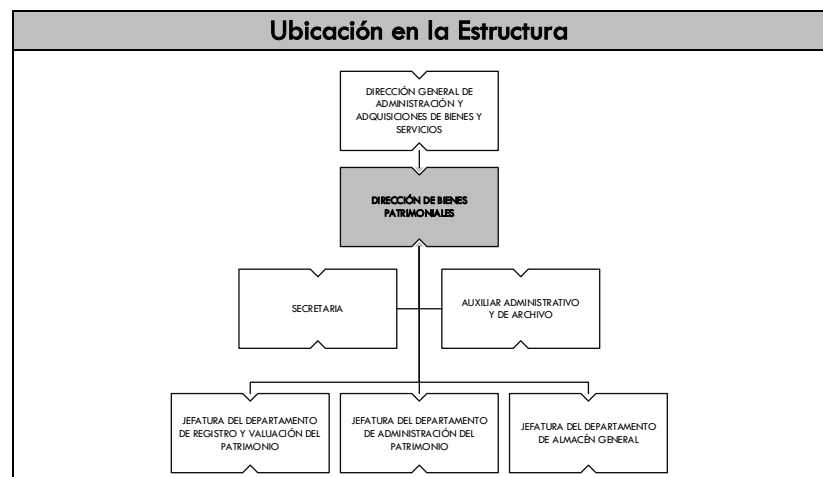 Ubicación en la Estructura
DIRECCIÓN GENERAL DE
ADMINISTRACIÓN Y
ADQUISICIONES DE BIENES Y
SERVICIOS
DIRECCIÓN DE BIENES
PATRIMONIALES
SECRETARIA
AUXILIAR ADMINISTRATIVO
Y DE ARCHIVO
JEFATURA DEL DEPARTAMENTO
DE REGISTRO Y VALUACIÓN DEL
PATRIMONIO
JEFATURA DEL DEPARTAMENTO
DE ADMINISTRACIÓN DEL
PATRIMONIO
JEFATURA DEL DEPARTAMENTO
DE ALMACÉN GENERAL